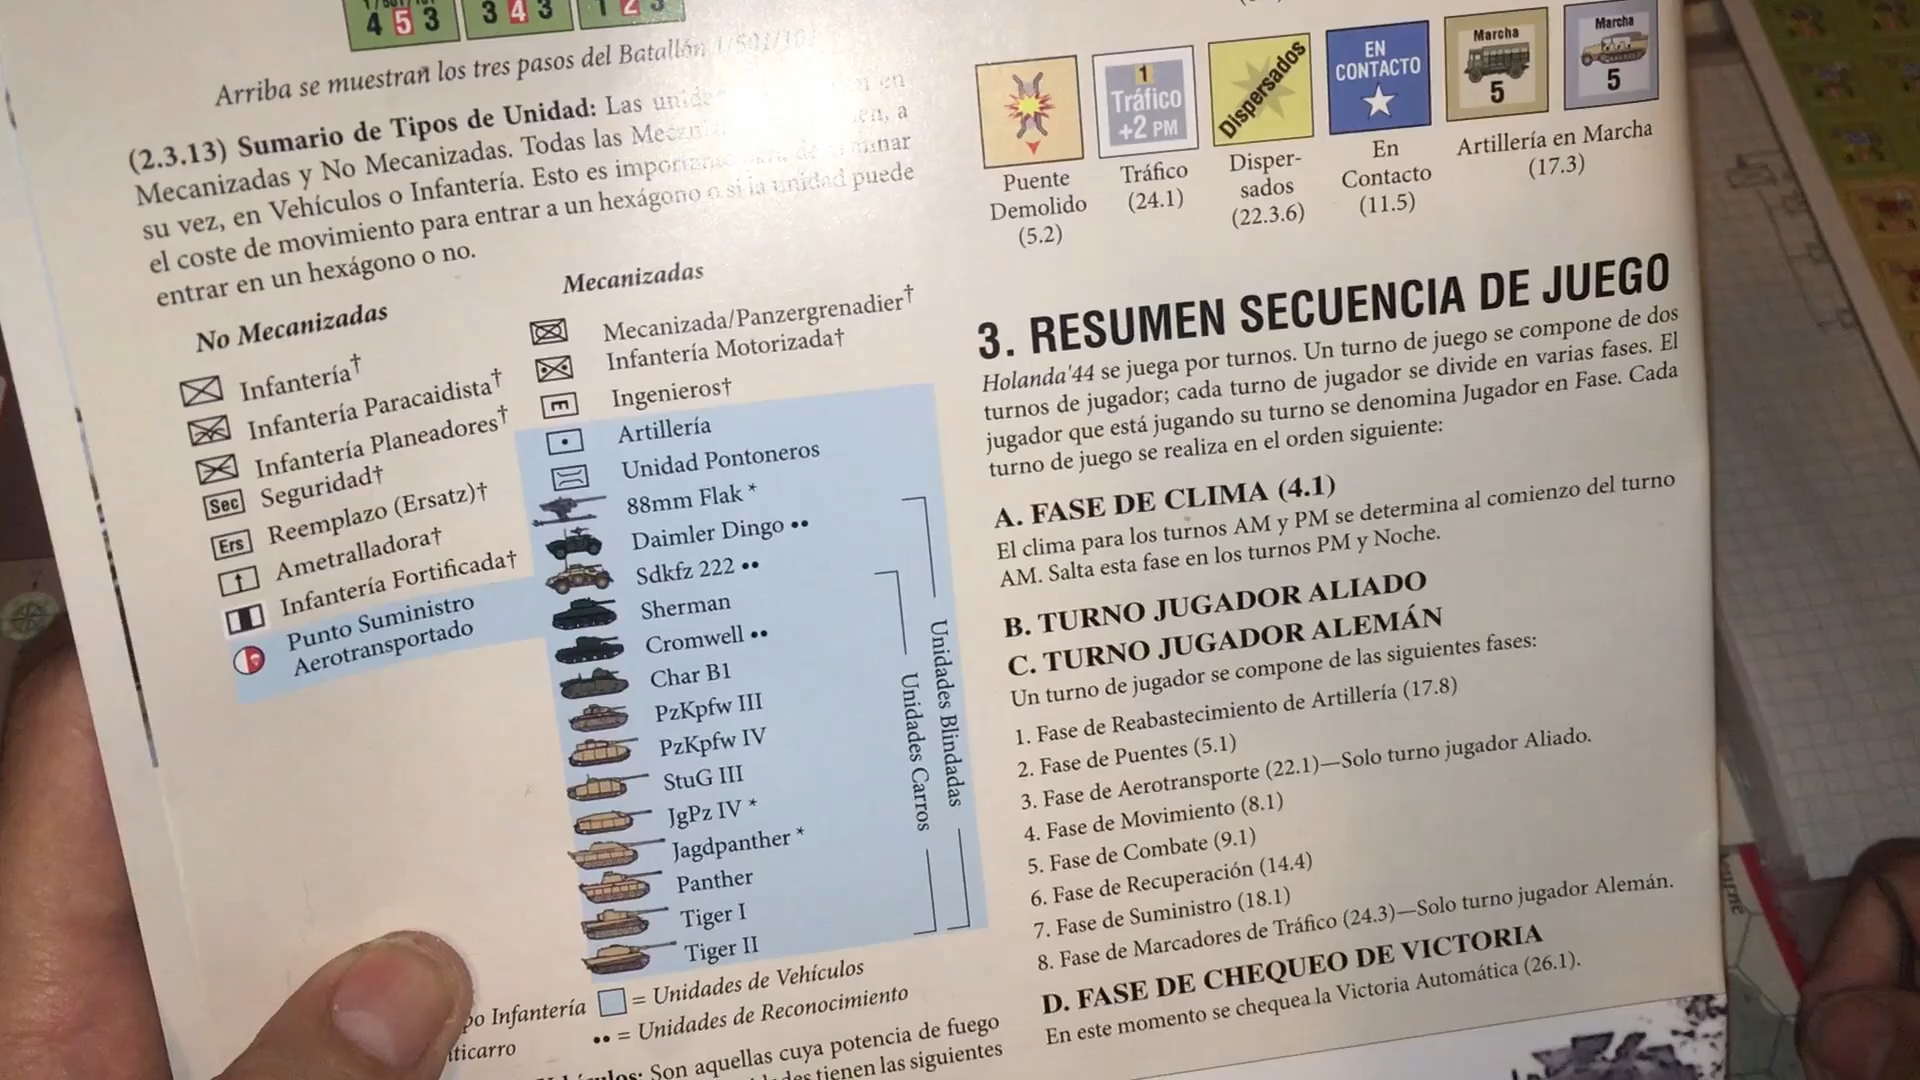 4 5 3
3 4 3
1 2 3
Arriba se muestran los tres pasos del Batallón 1/501/101
(2.3.13) Sumario de Tipos de Unidad: Las en
Mecanizadas y No Mecanizadas. Todas las a
su vez, en Vehículos o Infantería. Esto es
el coste de movimiento para entrar a un hexágono o si la unidad puede
entrar en un hexágono o no.
No Mecanizadas
Infantería†
Infantería Paracaidista†
Infantería Planeadores†
Sec Seguridad†
Ers Reemplazo (Ersatz)†
Ametralladora†
Infantería Fortificada†
Punto Suministro
Aerotransportado
Mecanizadas
Mecanizada/Panzergrenadier†
Infantería Motorizada†
E Ingenieros†
Artillería
Unidad Pontoneros
88mm Flak *
Daimler Dingo ••
Sdkfz 222 ••
Sherman
Cromwell ••
Char B1
PzKpfw III
PzKpfw IV
StuG III
JgPz IV *
Jagdpanther *
Panther
Tiger I
Tiger II
Unidades Carros
Unidades Blindadas
Infantería
= Unidades de Vehículos
•• = Unidades de Reconocimiento
Son aquellas cuya potencia de fuego
tienen las siguientes
1
Tráfico
+2 PM
Dispersados
EN
CONTACTO
Marcha
5
Marcha
5
Puente
Demolido
(5.2)
Tráfico
(24.1)
Disper-
sados
(22.3.6)
En
Contacto
(11.5)
Artillería en Marcha
(17.3)
3. RESUMEN SECUENCIA DE JUEGO
Holanda'44 se juega por turnos. Un turno de juego se compone de dos
turnos de jugador; cada turno de jugador se divide en varias fases. El
jugador que está jugando su turno se denomina Jugador en Fase. Cada
turno de juego se realiza en el orden siguiente:
A. FASE DE CLIMA (4.1)
El clima para los turnos AM y PM se determina al comienzo del turno
AM. Salta esta fase en los turnos PM y Noche.
B. TURNO JUGADOR ALIADO
C. TURNO JUGADOR ALEMÁN
Un turno de jugador se compone de las siguientes fases:
1. Fase de Reabastecimiento de Artillería (17.8)
2. Fase de Puentes (5.1)
3. Fase de Aerotransporte (22.1)—Solo turno jugador Aliado.
4. Fase de Movimiento (8.1)
5. Fase de Combate (9.1)
6. Fase de Recuperación (14.4)
7. Fase de Suministro (18.1)
8. Fase de Marcadores de Tráfico (24.3)—Solo turno jugador Alemán.
D. FASE DE CHEQUEO DE VICTORIA
En este momento se chequea la Victoria Automática (26.1).